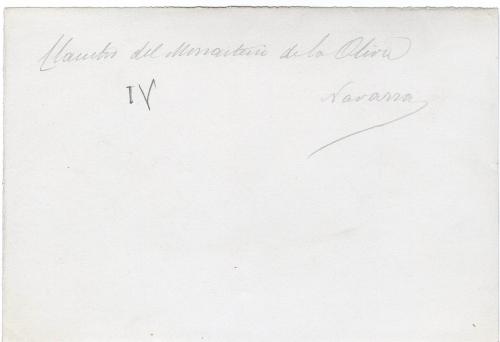 Claustro del Monasterio de la Oliva
Navarra
IV